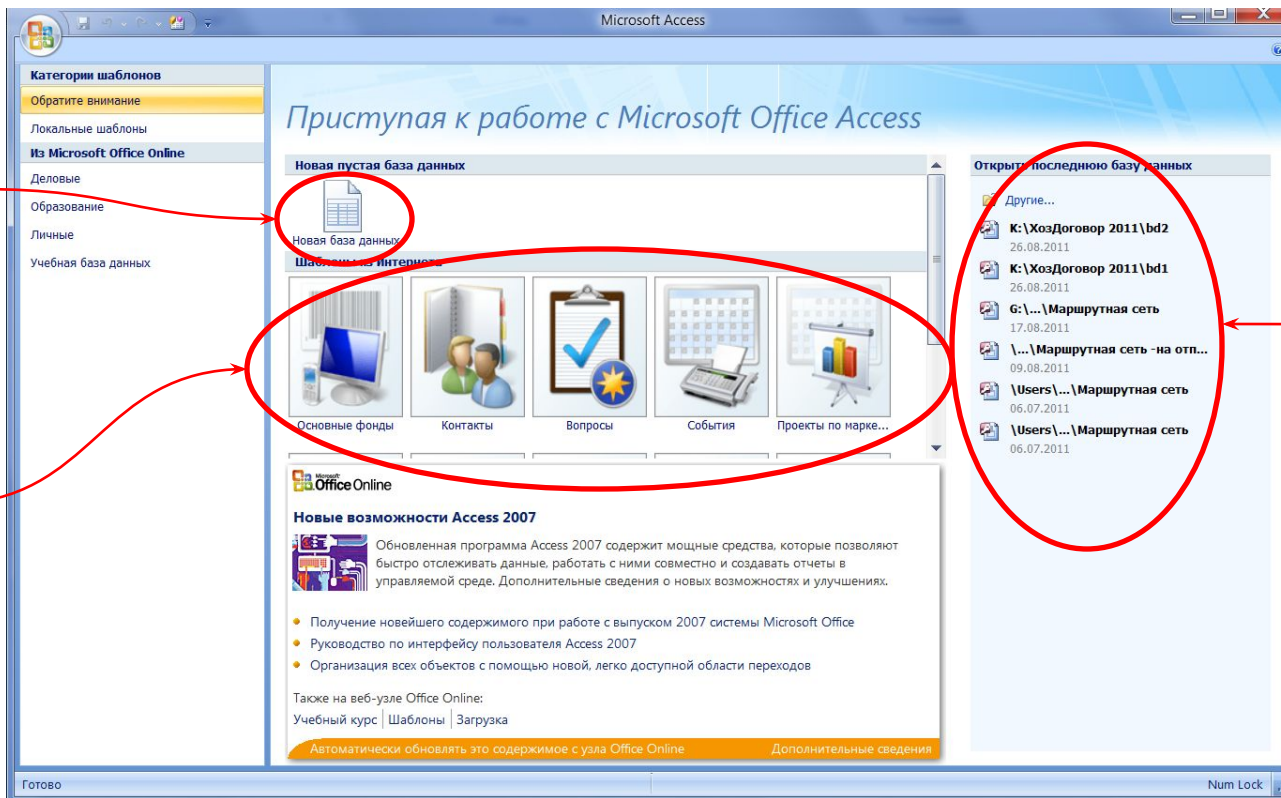 Microsoft Access
Категории шаблонов
Обратите внимание
Локальные шаблоны
Из Microsoft Office Online
Деловые
Образование
Личные
Учебная база данных
Приступая к работе с Microsoft Office Access
Новая пустая база данных
Новая база данных
Шаблоны из Интернета
Основные фонды
Контакты
Вопросы
События
Проекты по марке...
Microsoft
Office Online
Новые возможности Access 2007
Обновленная программа Access 2007 содержит мощные средства, которые позволяют
быстро отслеживать данные, работать с ними совместно и создавать отчеты в
управляемой среде. Дополнительные сведения о новых возможностях и улучшениях.
Получение новейшего содержимого при работе с выпуском 2007 системы Microsoft Office
Руководство по интерфейсу пользователя Access 2007
Организация всех объектов с помощью новой, легко доступной области переходов
Также на веб-узле Office Online:
Учебный курс Шаблоны Загрузка
Автоматически обновлять это содержимое с узла Office Online Дополнительные сведения
Открыть последнюю базу данных
Другие...
K:\ХозДоговор 2011\bd2
26.08.2011
K:\ХозДоговор 2011\bd1
26.08.2011
G:\...\Маршрутная сеть
17.08.2011
\...\Маршрутная сеть -на отп...
09.08.2011
\Users\...\Маршрутная сеть
06.07.2011
\Users\...\Маршрутная сеть
06.07.2011
Готово
Num Lock